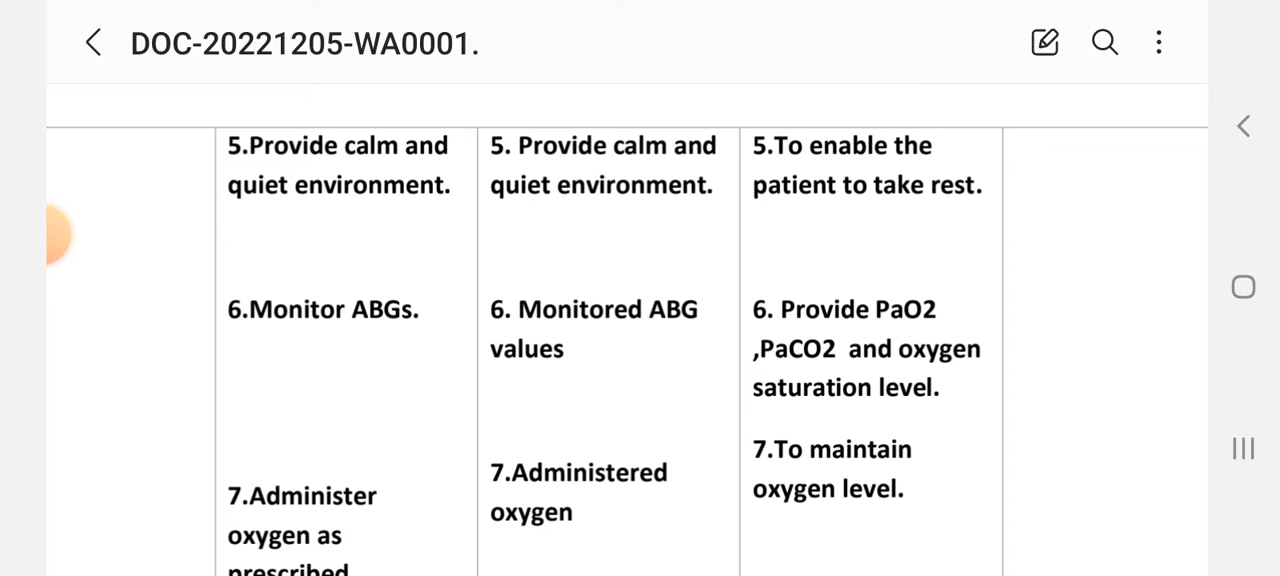 DOC-20221205-WA0001.
5.Provide calm and
quiet environment.
6.Monitor ABGs.
7.Administer
oxygen as
prescribed
5. Provide calm and
quiet environment.
6. Monitored ABG
values
7.Administered
oxygen
5.To enable the
patient to take rest.
6. Provide PaO2
,PaCO2 and oxygen
saturation level.
7.To maintain
oxygen level.